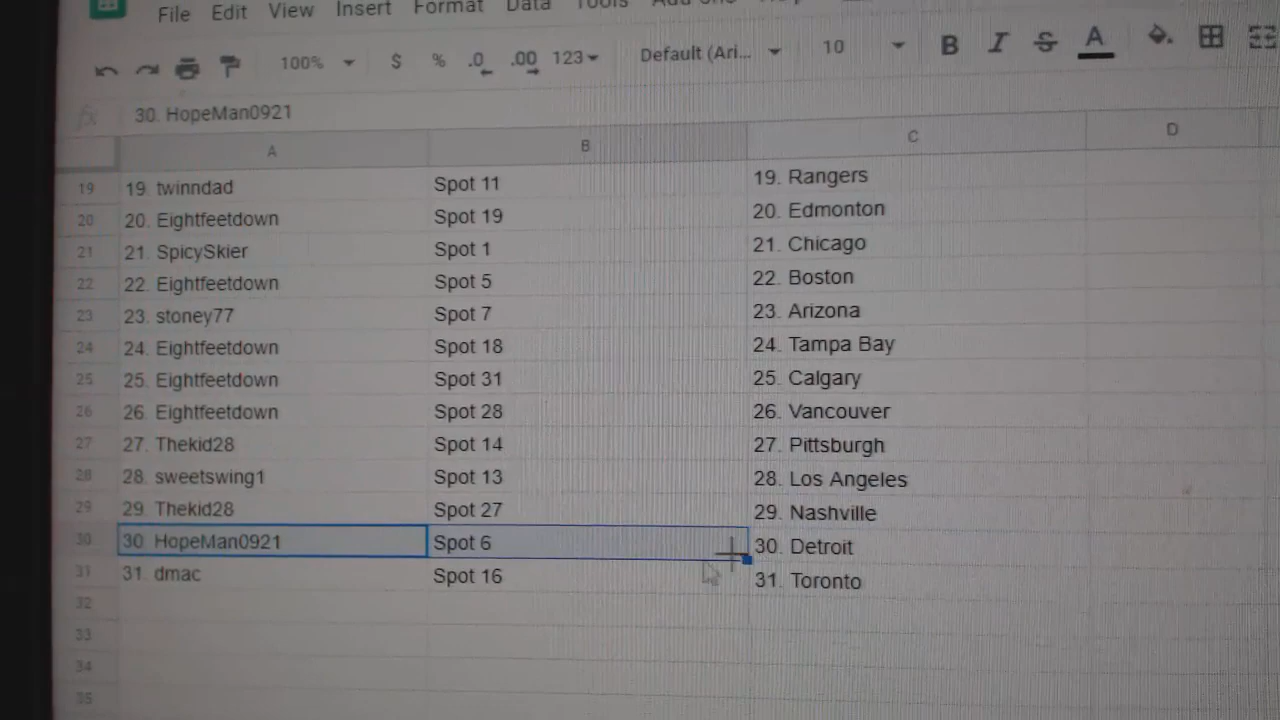 File Edit View Insert Format Data Tools
100% $ % .0 .00 123 Default (Ari... 10 B I S A
fx 30. HopeMan0921
A B C D
19 19. twinndad Spot 11 19. Rangers
20 20. Eightfeetdown Spot 19 20. Edmonton
21 21. SpicySkier Spot 1 21. Chicago
22 22. Eightfeetdown Spot 5 22. Boston
23 23. stoney77 Spot 7 23. Arizona
24 24. Eightfeetdown Spot 18 24. Tampa Bay
25 25. Eightfeetdown Spot 31 25. Calgary
26 26. Eightfeetdown Spot 28 26. Vancouver
27 27. Thekid28 Spot 14 27. Pittsburgh
28 28. sweetswing1 Spot 13 28. Los Angeles
29 29. Thekid28 Spot 27 29. Nashville
30 30. HopeMan0921 Spot 6 30. Detroit
31 31. dmac Spot 16 31. Toronto
32
33
34
35